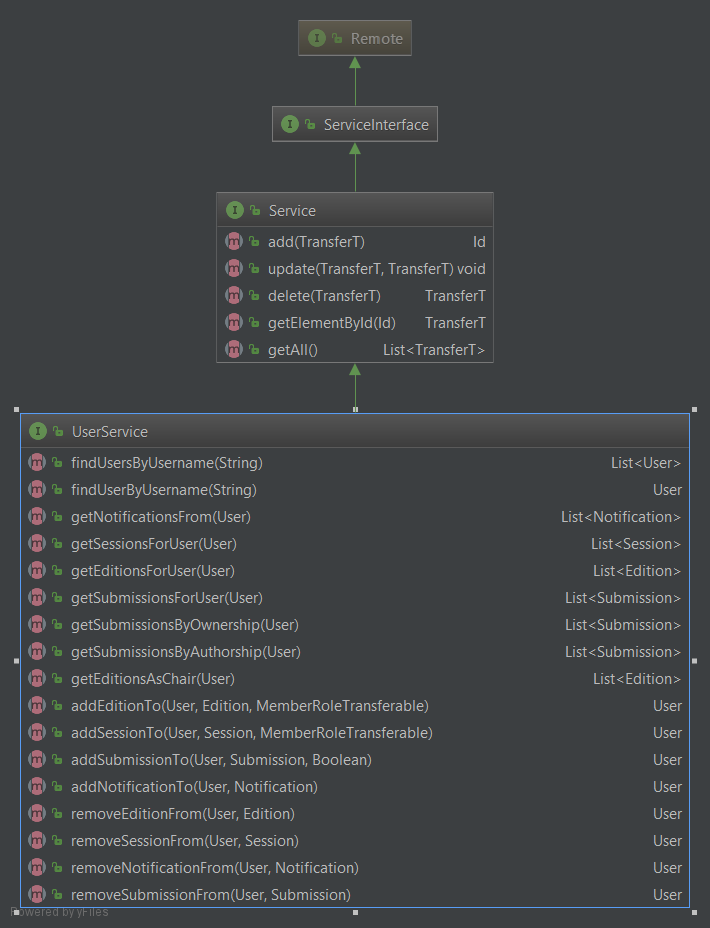 Remote
ServiceInterface
Service
add(TransferT) Id
update(TransferT, TransferT) void
delete(TransferT) TransferT
getElementById(Id) TransferT
getAll() List<TransferT>
UserService
findUsersByUsername(String) List<User>
findUserByUsername(String) User
getNotificationsFrom(User) List<Notification>
getSessionsForUser(User) List<Session>
getEditionsForUser(User) List<Edition>
getSubmissionsForUser(User) List<Submission>
getSubmissionsByOwnership(User) List<Submission>
getSubmissionsByAuthorship(User) List<Submission>
getEditionsAsChair(User) List<Edition>
addEditionTo(User, Edition, MemberRoleTransferable) User
addSessionTo(User, Session, MemberRoleTransferable) User
addSubmissionTo(User, Submission, Boolean) User
addNotificationTo(User, Notification) User
removeEditionFrom(User, Edition) User
removeSessionFrom(User, Session) User
removeNotificationFrom(User, Notification) User
removeSubmissionFrom(User, Submission) User
Powered by yFiles